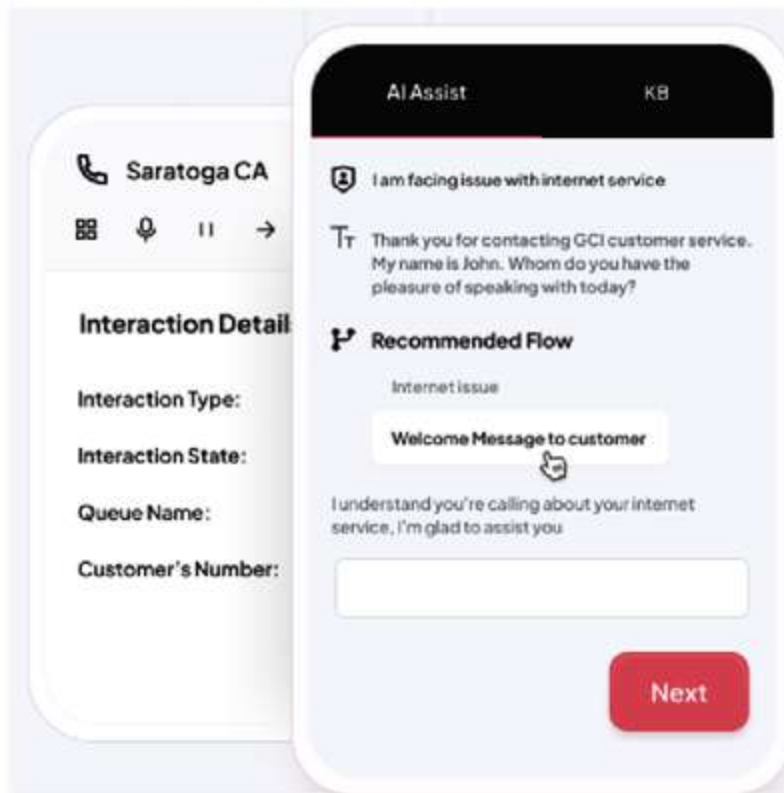 Saratoga CA
Interaction Detail
Interaction Type:
Interaction State:
Queue Name:
Customer's Number:
AI Assist
KB
I am facing issue with internet service
Thank you for contacting GCI customer service.
My name is John. Whom do you have the
pleasure of speaking with today?
Recommended Flow
Internet issue
Welcome Message to customer
I understand you're calling about your internet
service, I'm glad to assist you
Next